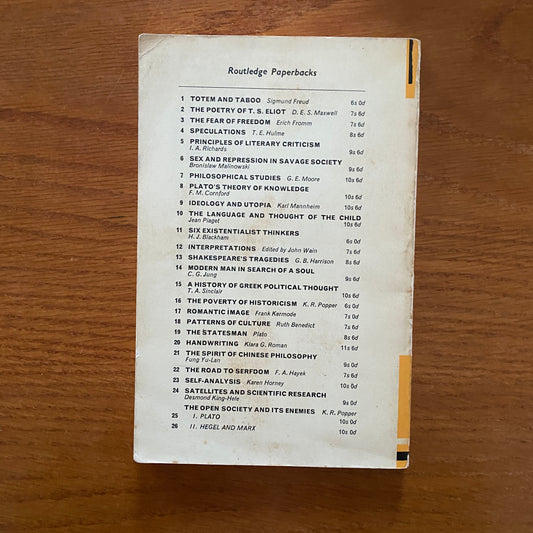 Routledge Paperbacks
1 TOTEM AND TABOO Sigmund Freud 6s 0d
2 THE POETRY OF T. S. ELIOT D. E. S. Maxwell 7s 6d
3 THE FEAR OF FREEDOM Erich Fromm 7s 6d
4 SPECULATIONS T. E. Hulme 8s 6d
5 PRINCIPLES OF LITERARY CRITICISM
I. A. Richards 9s 6d
6 SEX AND REPRESSION IN SAVAGE SOCIETY
Bronislaw Malinowski 9s 6d
7 PHILOSOPHICAL STUDIES G. E. Moore 10s 6d
8 PLATO'S THEORY OF KNOWLEDGE
F. M. Cornford 10s 6d
9 IDEOLOGY AND UTOPIA Karl Mannheim 10s 6d
10 THE LANGUAGE AND THOUGHT OF THE CHILD
Jean Piaget 10s 6d
11 SIX EXISTENTIALIST THINKERS
H. J. Blackham 6s 0d
12 INTERPRETATIONS Edited by John Wain 7s 6d
13 SHAKESPEARE'S TRAGEDIES G. B. Harrison 8s 6d
14 MODERN MAN IN SEARCH OF A SOUL
C. G. Jung 9s 6d
15 A HISTORY OF GREEK POLITICAL THOUGHT
T. A. Sinclair 10s 6d
16 THE POVERTY OF HISTORICISM K. R. Popper 6s 0d
17 ROMANTIC IMAGE Frank Kermode 7s 0d
18 PATTERNS OF CULTURE Ruth Benedict 7s 6d
19 THE STATESMAN Plato 8s 6d
20 HANDWRITING Klara G. Roman 11s 6d
21 THE SPIRIT OF CHINESE PHILOSOPHY
Fung Yu-Lan 9s 0d
22 THE ROAD TO SERFDOM F. A. Hayek 7s 6d
23 SELF-ANALYSIS Karen Horney 10s 0d
24 SATELLITES AND SCIENTIFIC RESEARCH
Desmond King-Hele 9s 0d
THE OPEN SOCIETY AND ITS ENEMIES K. R. Popper
25 I. PLATO 10s 0d
26 II. HEGEL AND MARX 10s 0d